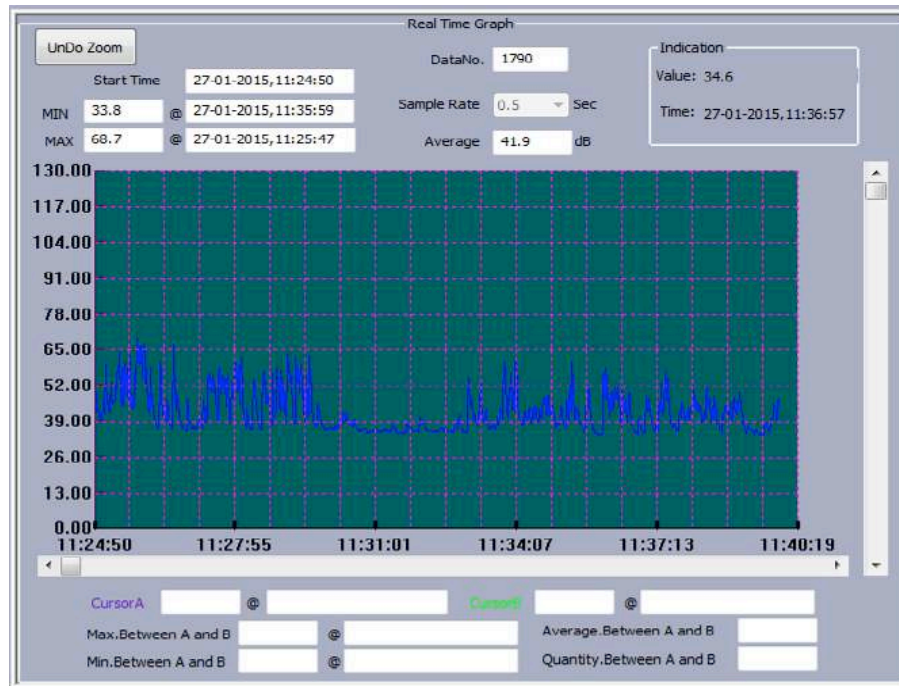 Real Time Graph
UnDo Zoom
DataNo. 1790
Indication
Value: 34.6
Time: 27-01-2015,11:36:57
Start Time 27-01-2015,11:24:50
MIN 33.8 @ 27-01-2015,11:35:59
MAX 68.7 @ 27-01-2015,11:25:47
Sample Rate 0.5 Sec
Average 41.9 dB
130.00
117.00
104.00
91.00
78.00
65.00
52.00
39.00
26.00
13.00
0.00
11:24:50 11:27:55 11:31:01 11:34:07 11:37:13 11:40:19
CursorA @ CursorB @
Max.Between A and B @ Average.Between A and B
Min.Between A and B @ Quantity.Between A and B